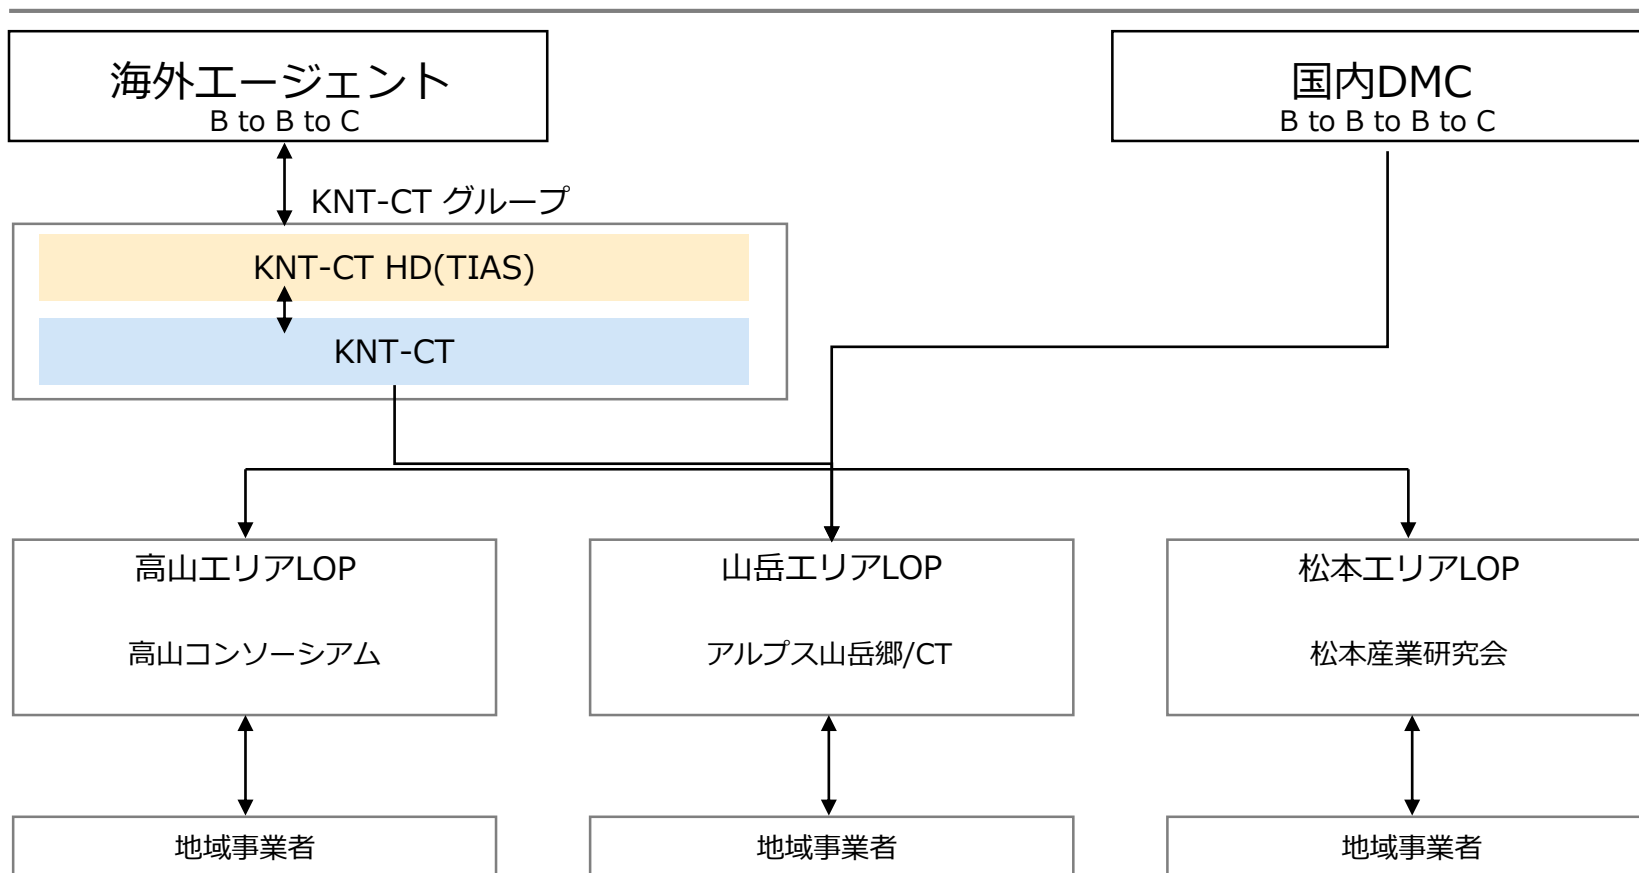 海外エージェント
B to B to C
国内DMC
B to B to B to C
KNT-CT グループ
KNT-CT HD(TIAS)
KNT-CT
高山エリアLOP
高山コンソーシアム
山岳エリアLOP
アルプス山岳郷/CT
松本エリアLOP
松本産業研究会
地域事業者
地域事業者
地域事業者